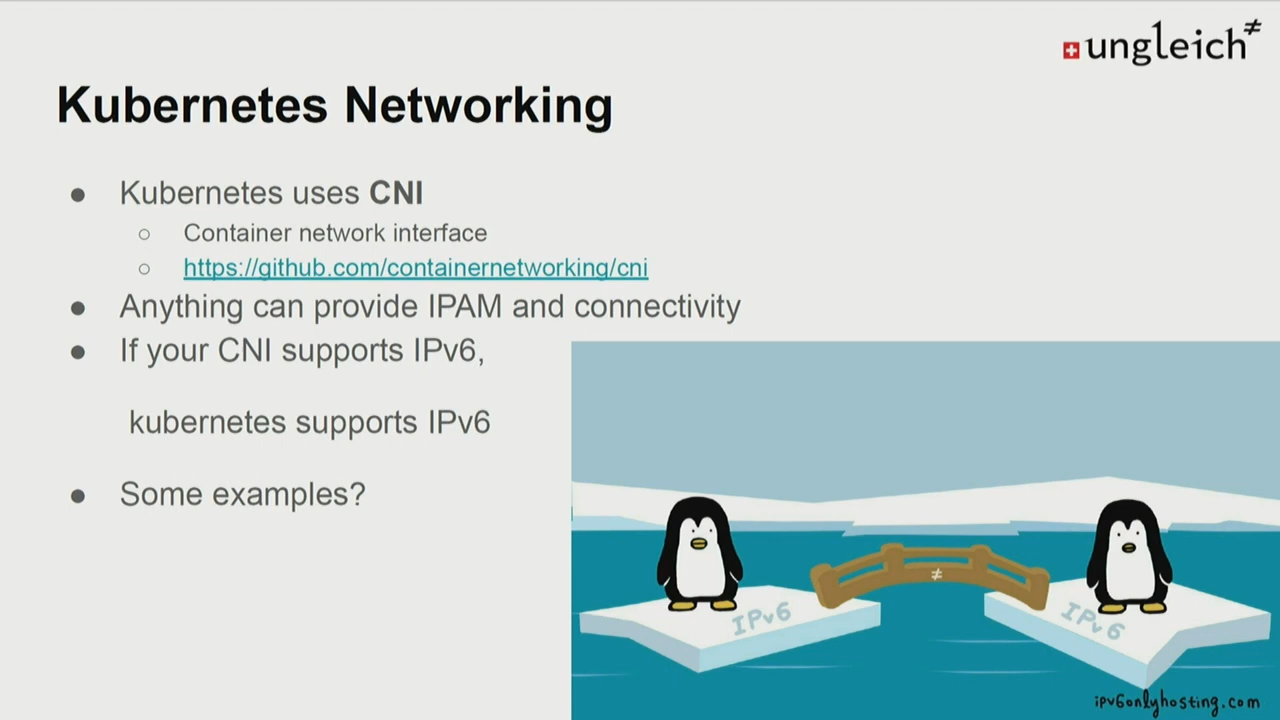 ungleich≠
Kubernetes Networking
● Kubernetes uses CNI
○ Container network interface
○ https://github.com/containernetworking/cni
● Anything can provide IPAM and connectivity
● If your CNI supports IPv6,
kubernetes supports IPv6
● Some examples?
≠
IPv6
IPv6
ipv6onlyhosting.com